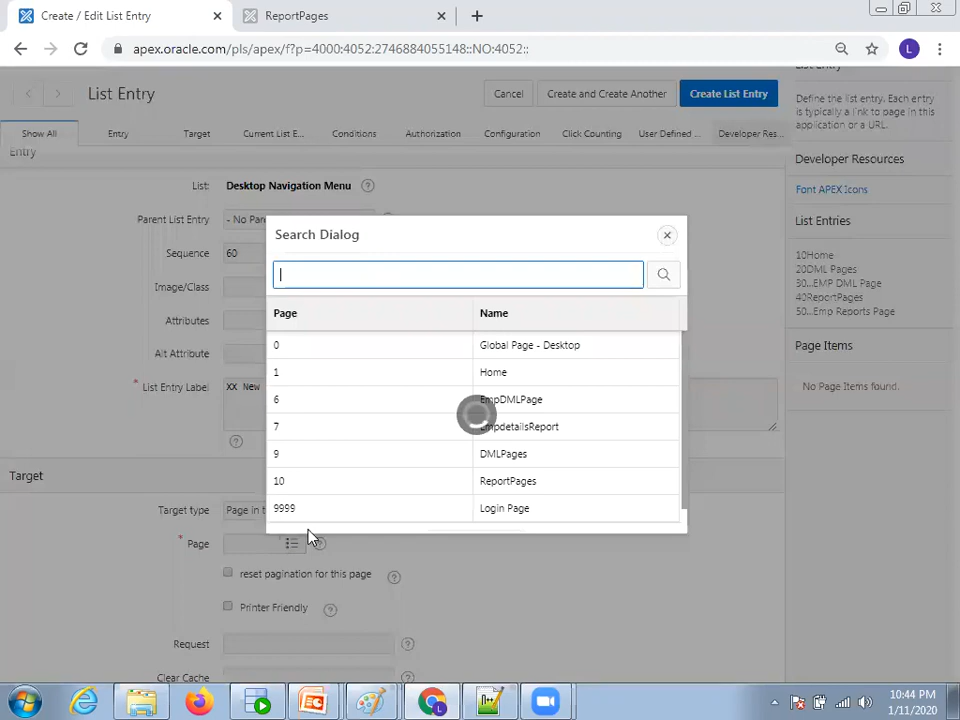 Create / Edit List Entry
ReportPages
apex.oracle.com/pls/apex/f?p=4000:4052:2746884055148::NO:4052::
L
List Entry
Cancel
Create and Create Another
Create List Entry
Show All
Entry
Target
Current List E...
Conditions
Authorization
Configuration
Click Counting
User Defined ...
Developer Res...
Entry
List:
Desktop Navigation Menu
Parent List Entry
- No Par
Sequence
60
Image/Class
Attributes
Alt Attribute
List Entry Label
XX New
Target
Target type
Page in t
Page
reset pagination for this page
Printer Friendly
Request
Clear Cache
Search Dialog
Page
Name
0
Global Page - Desktop
1
Home
6
EmpDMLPage
7
EmpdetailsReport
9
DMLPages
10
ReportPages
9999
Login Page
List Entry
Define the list entry. Each entry
is typically a link to page in this
application or a URL.
Developer Resources
Font APEX Icons
List Entries
10Home
20DML Pages
30...EMP DML Page
40ReportPages
50...Emp Reports Page
Page Items
No Page Items found.
10:44 PM
1/11/2020